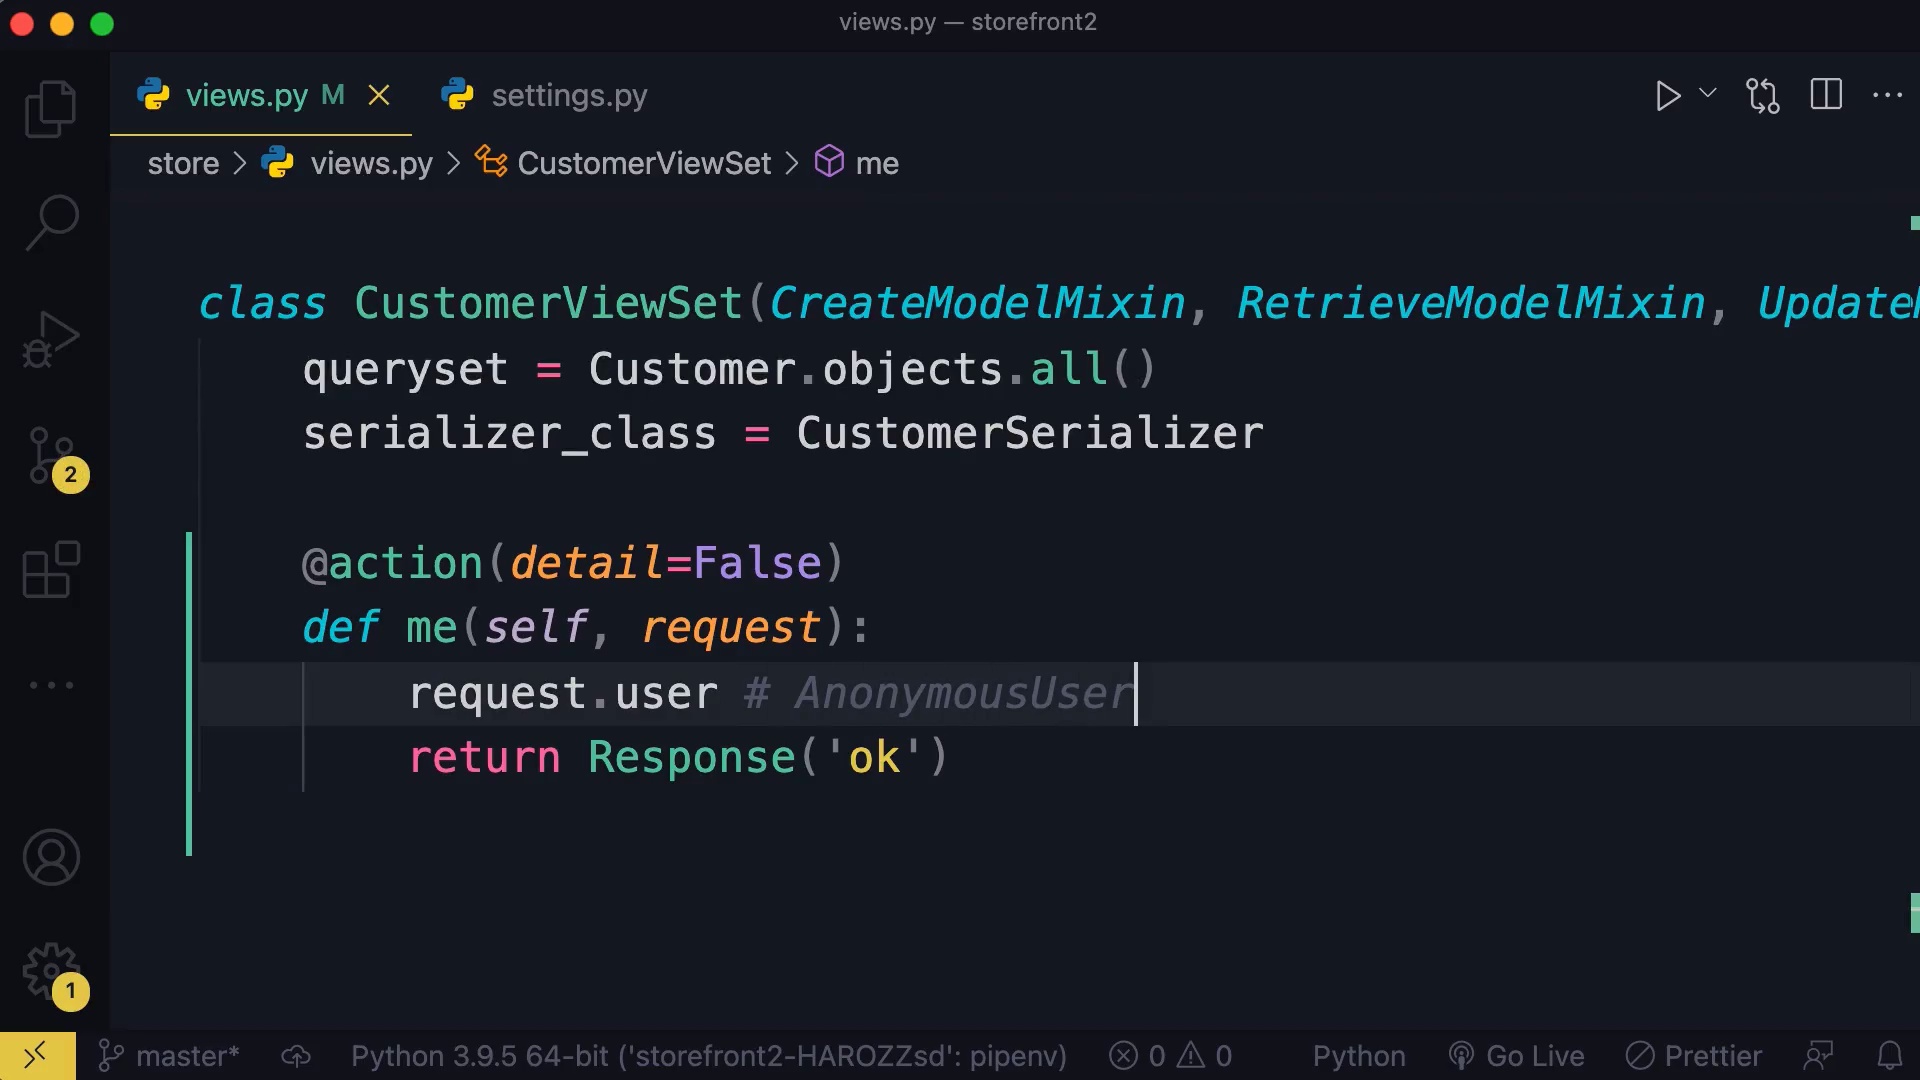 views.py — storefront2
views.py M
settings.py
store > views.py > CustomerViewSet > me
class CustomerViewSet(CreateModelMixin, RetrieveModelMixin,
queryset = Customer.objects.all()
serializer_class = CustomerSerializer
@action(detail=False)
def me(self, request):
request.user # AnonymousUser
return Response('ok')
2
1
master* Python 3.9.5 64-bit ('storefront2-HAROZZsd': pipenv) 0 0 Python Go Live Prettier